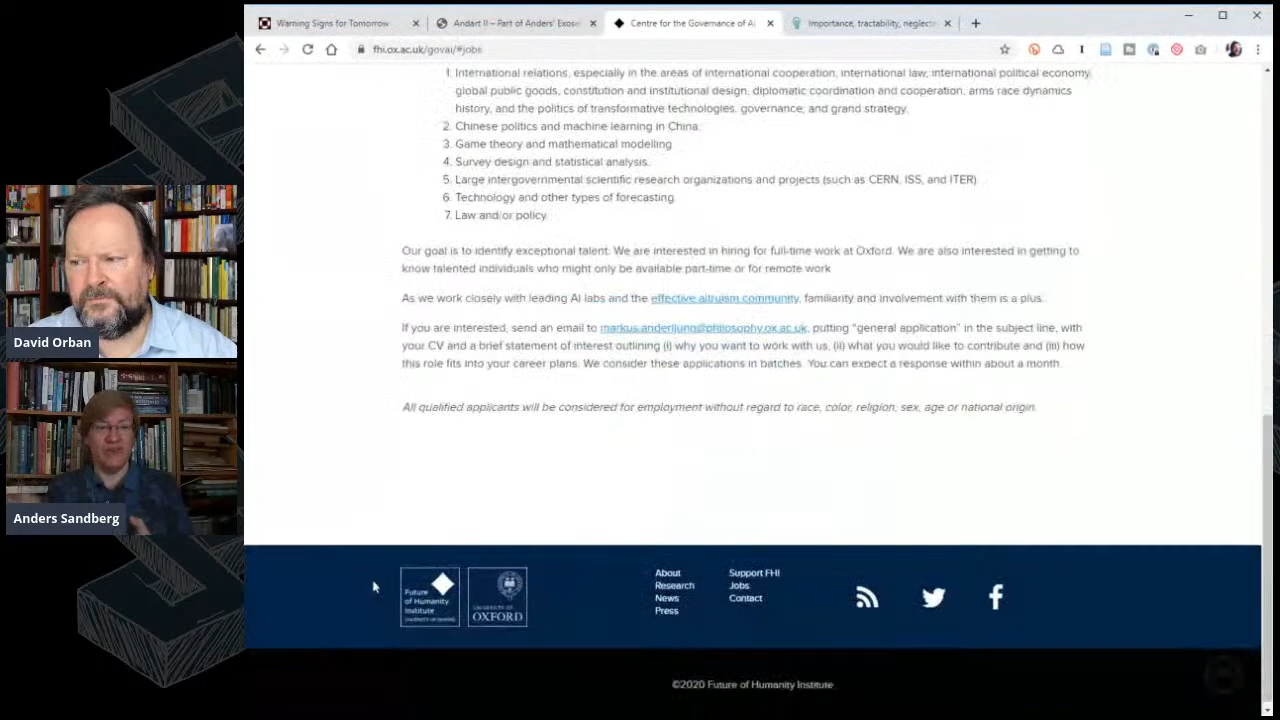 Warning Signs for Tomorrow
Andart II – Part of Anders' Exosel
Centre for the Governance of AI
Importance, tractability, neglecte
fhi.ox.ac.uk/govai/#jobs
1. International relations, especially in the areas of international cooperation, international law, international political economy,
global public goods, constitution and institutional design, diplomatic coordination and cooperation, arms race dynamics
history, and the politics of transformative technologies, governance, and grand strategy.
2. Chinese politics and machine learning in China.
3. Game theory and mathematical modelling
4. Survey design and statistical analysis.
5. Large intergovernmental scientific research organizations and projects (such as CERN, ISS, and ITER)
6. Technology and other types of forecasting
7. Law and/or policy
Our goal is to identify exceptional talent. We are interested in hiring for full-time work at Oxford. We are also interested in getting to
know talented individuals who might only be available part-time or for remote work
As we work closely with leading AI labs and the effective altruism community, familiarity and involvement with them is a plus.
If you are interested, send an email to markus.anderljung@philosophy.ox.ac.uk, putting "general application" in the subject line, with
your CV and a brief statement of interest outlining (i) why you want to work with us, (ii) what you would like to contribute and (iii) how
this role fits into your career plans. We consider these applications in batches. You can expect a response within about a month.
All qualified applicants will be considered for employment without regard to race, color, religion, sex, age or national origin.
David Orban
Anders Sandberg
Future
of Humanity
Institute
UNIVERSITY OF OXFORD
UNIVERSITY OF
OXFORD
About
Research
News
Press
Support FHI
Jobs
Contact
©2020 Future of Humanity Institute